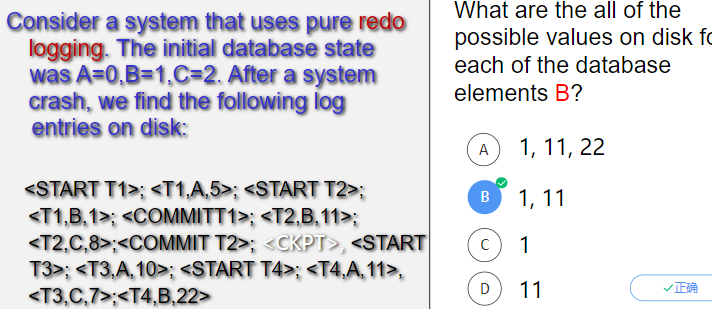 Consider a system that uses pure redo
logging. The initial database state
was A=0,B=1,C=2. After a system
crash, we find the following log
entries on disk:
<START T1>; <T1,A,5>; <START T2>;
<T1,B,1>; <COMMITT1>; <T2,B,11>;
<T2,C,8>;<COMMIT T2>; <CKPT>, <START
T3>; <T3,A,10>; <START T4>; <T4,A,11>,
<T3,C,7>;<T4,B,22>
What are the all of the
possible values on disk fo
each of the database
elements B?
A 1, 11, 22
B 1, 11
C 1
D 11
✓正确